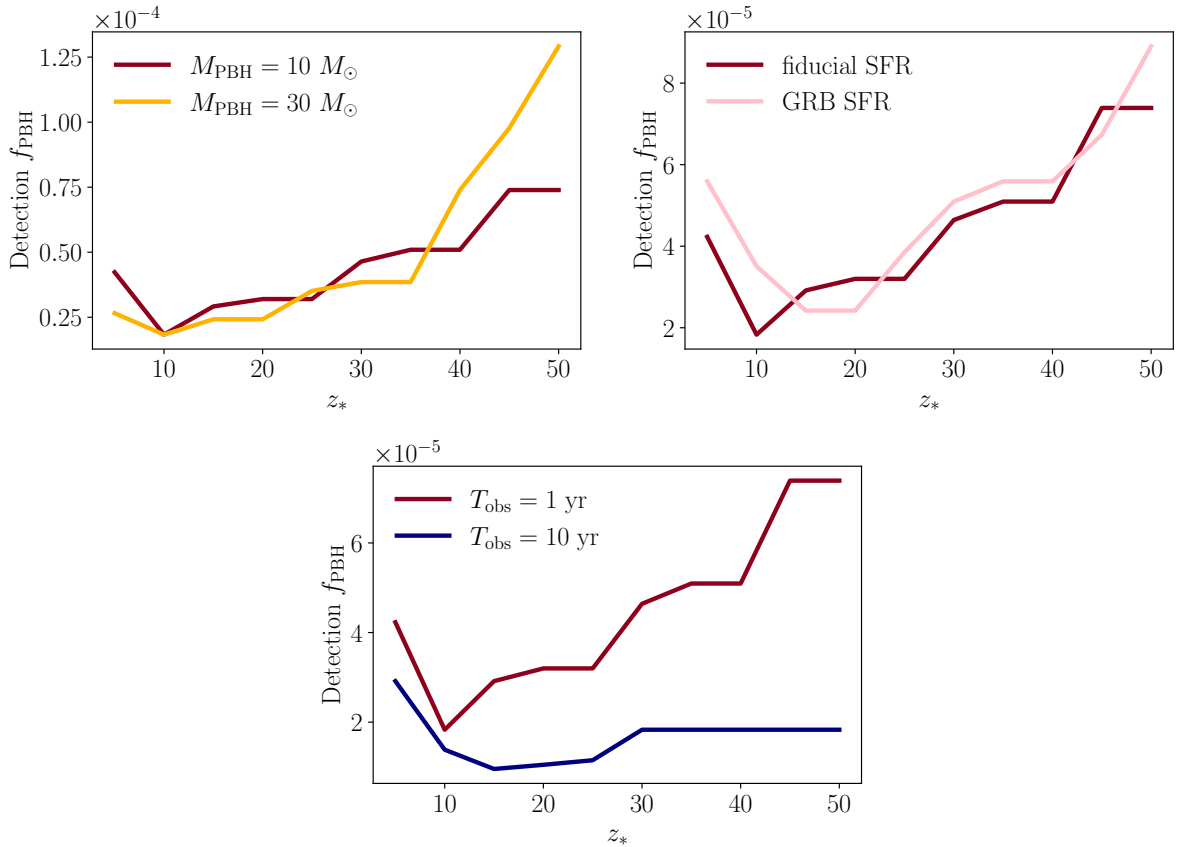 ×10⁻⁴
Detection f_PBH
1.25
1.00
0.75
0.50
0.25
M_PBH = 10 M_⊙
M_PBH = 30 M_⊙
10 20 30 40 50
z_*
×10⁻⁵
Detection f_PBH
8
6
4
2
fiducial SFR
GRB SFR
10 20 30 40 50
z_*
×10⁻⁵
Detection f_PBH
6
4
2
T_obs = 1 yr
T_obs = 10 yr
10 20 30 40 50
z_*